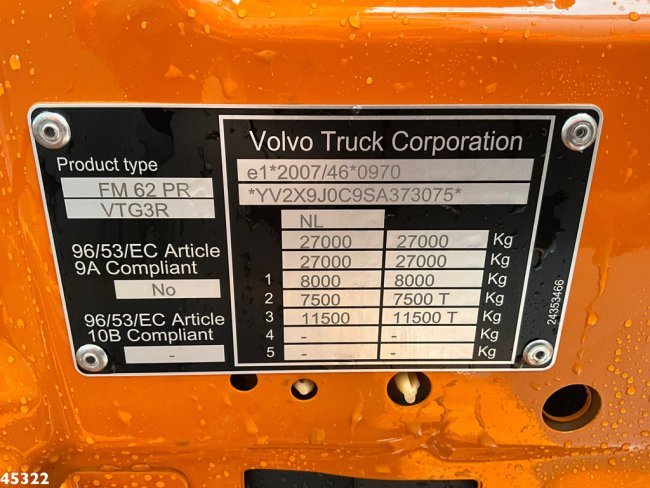 Volvo Truck Corporation
Product type
FM 62 PR
VTG3R
96/53/EC Article
9A Compliant
No
96/53/EC Article
10B Compliant
-
e1*2007/46*0970
*YV2X9J0C9SA373075*
NL
27000 27000 Kg
27000 27000 Kg
1 8000 8000 Kg
2 7500 7500 T Kg
3 11500 11500 T Kg
4 - - Kg
5 - - Kg
24353466
45322